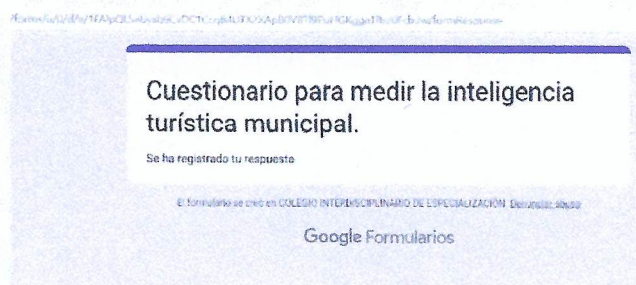 Cuestionario para medir la inteligencia
turística municipal.
Se ha registrado tu respuesta
El formulario se creó en COLEGIO INTERDISCIPLINARIO DE ESPECIALIZACIÓN. Denunciar abuso
Google Formularios